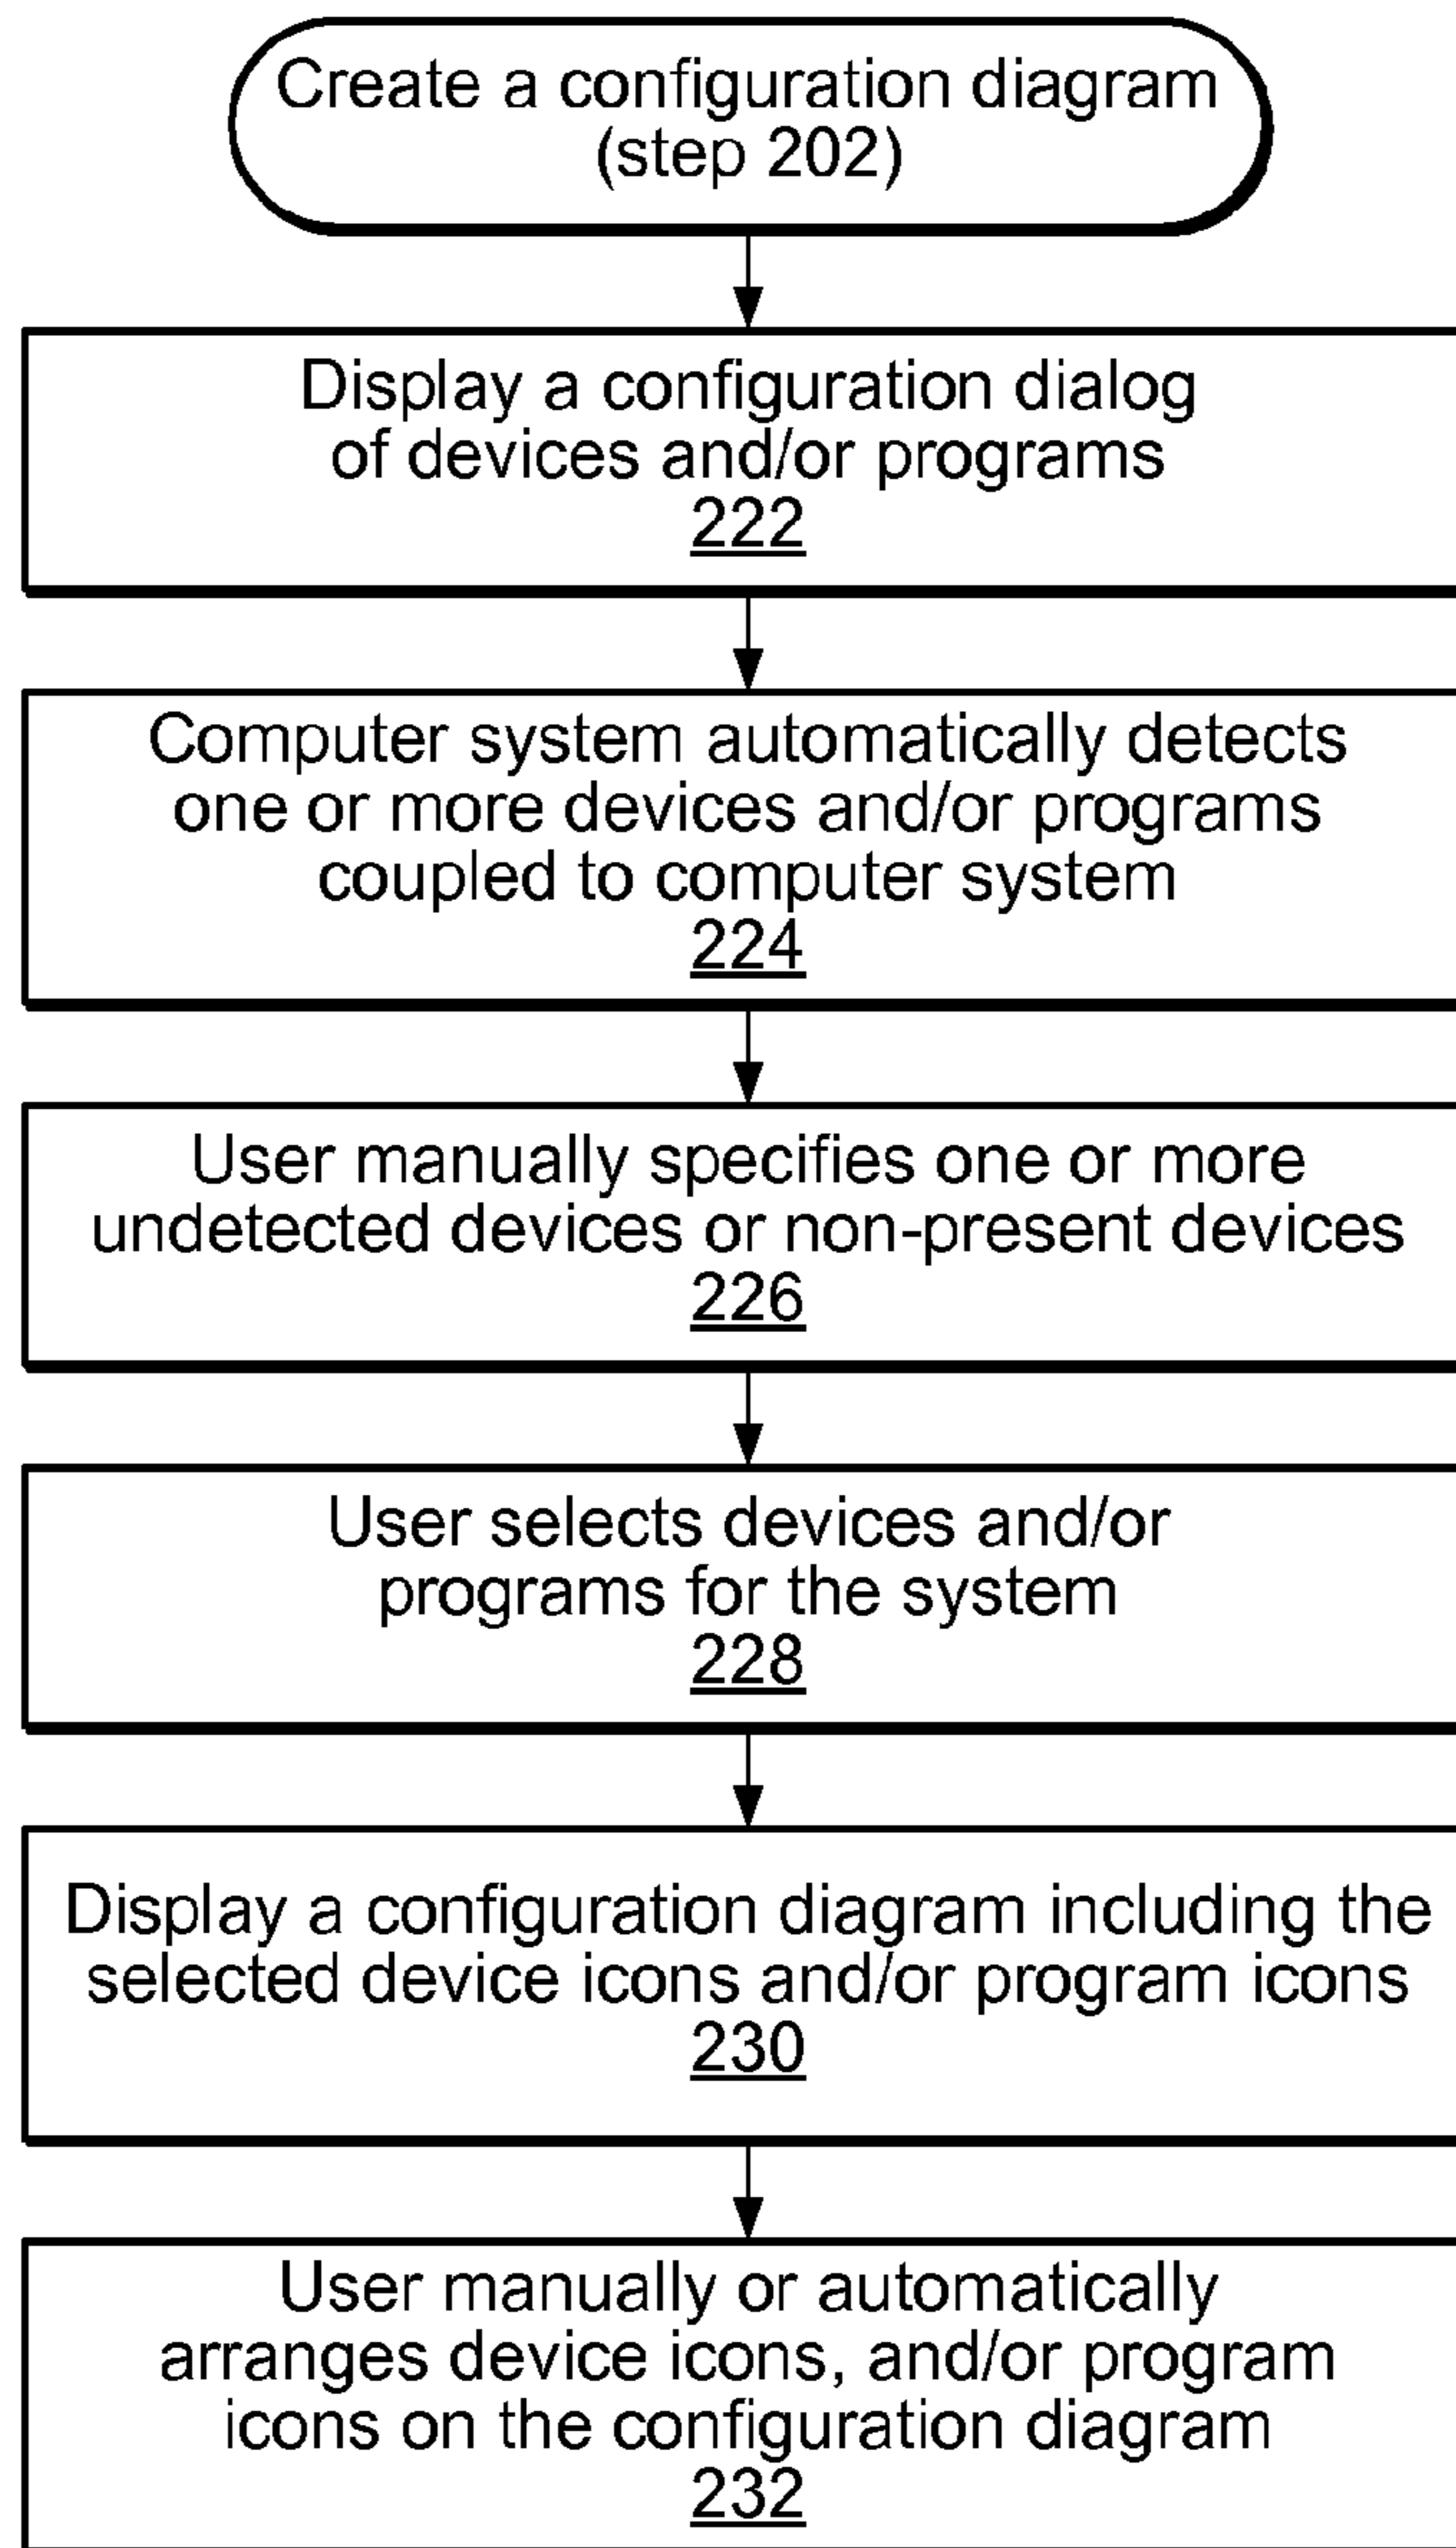 Create a configuration diagram
(step 202)
Display a configuration dialog
of devices and/or programs
222
Computer system automatically detects
one or more devices and/or programs
coupled to computer system
224
User manually specifies one or more
undetected devices or non-present devices
226
User selects devices and/or
programs for the system
228
Display a configuration diagram including the
selected device icons and/or program icons
230
User manually or automatically
arranges device icons, and/or program
icons on the configuration diagram
232